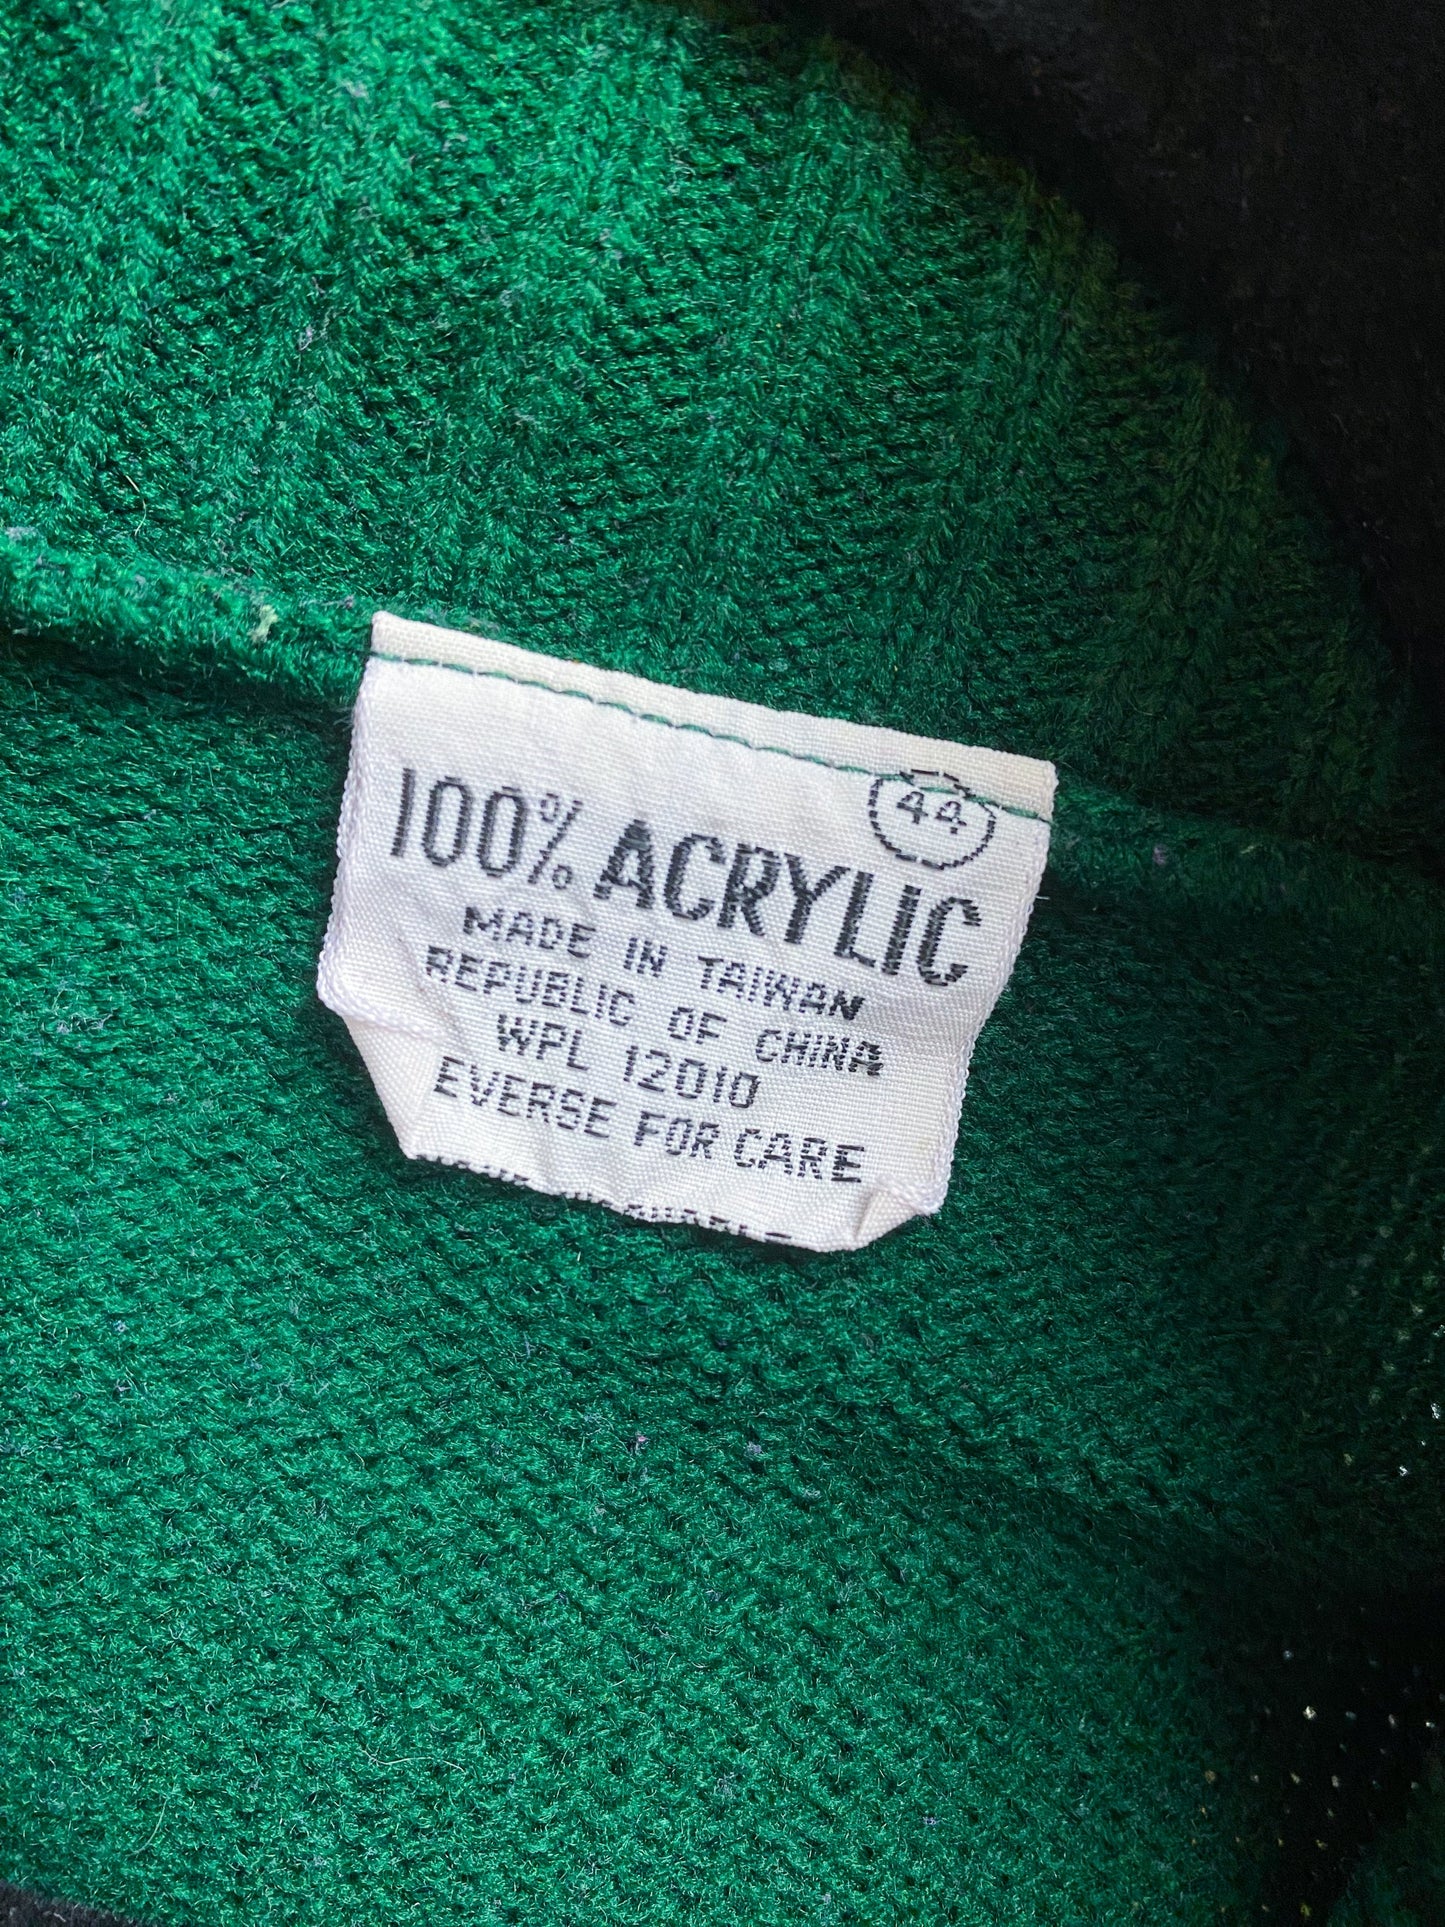 44
100% ACRYLIC
MADE IN TAIWAN
REPUBLIC OF CHINA
WPL 12010
EVERSE FOR CARE